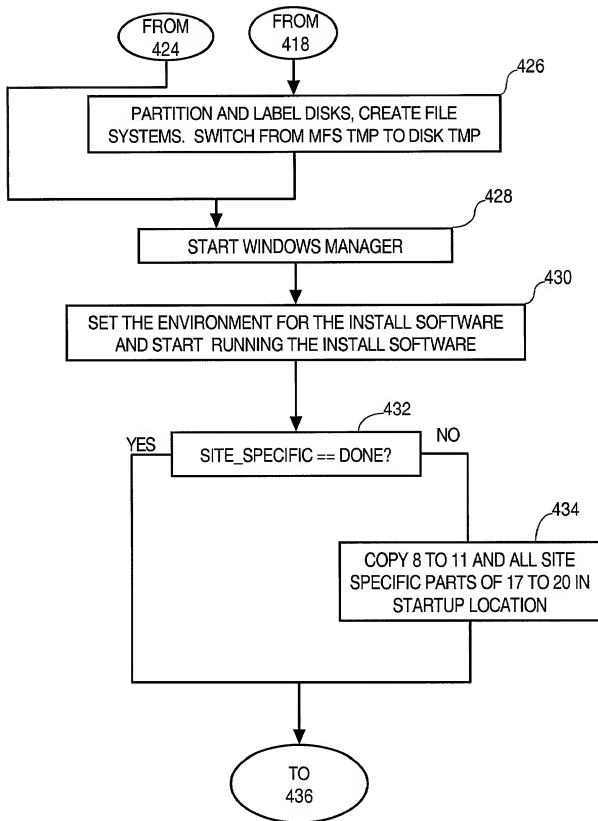 FROM
424
FROM
418
426
PARTITION AND LABEL DISKS, CREATE FILE
SYSTEMS. SWITCH FROM MFS TMP TO DISK TMP
428
START WINDOWS MANAGER
430
SET THE ENVIRONMENT FOR THE INSTALL SOFTWARE
AND START RUNNING THE INSTALL SOFTWARE
432
YES
SITE_SPECIFIC == DONE?
NO
434
COPY 8 TO 11 AND ALL SITE
SPECIFIC PARTS OF 17 TO 20 IN
STARTUP LOCATION
TO
436